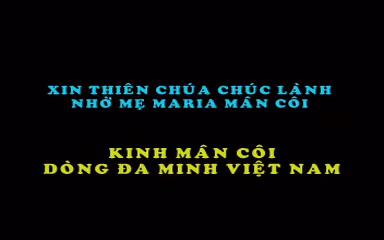 XIN THIÊN CHÚA CHÚC LÀNH
NHỜ MẸ MARIA MÂN CÔI
KINH MÂN CÔI
DÒNG ĐA MINH VIỆT NAM